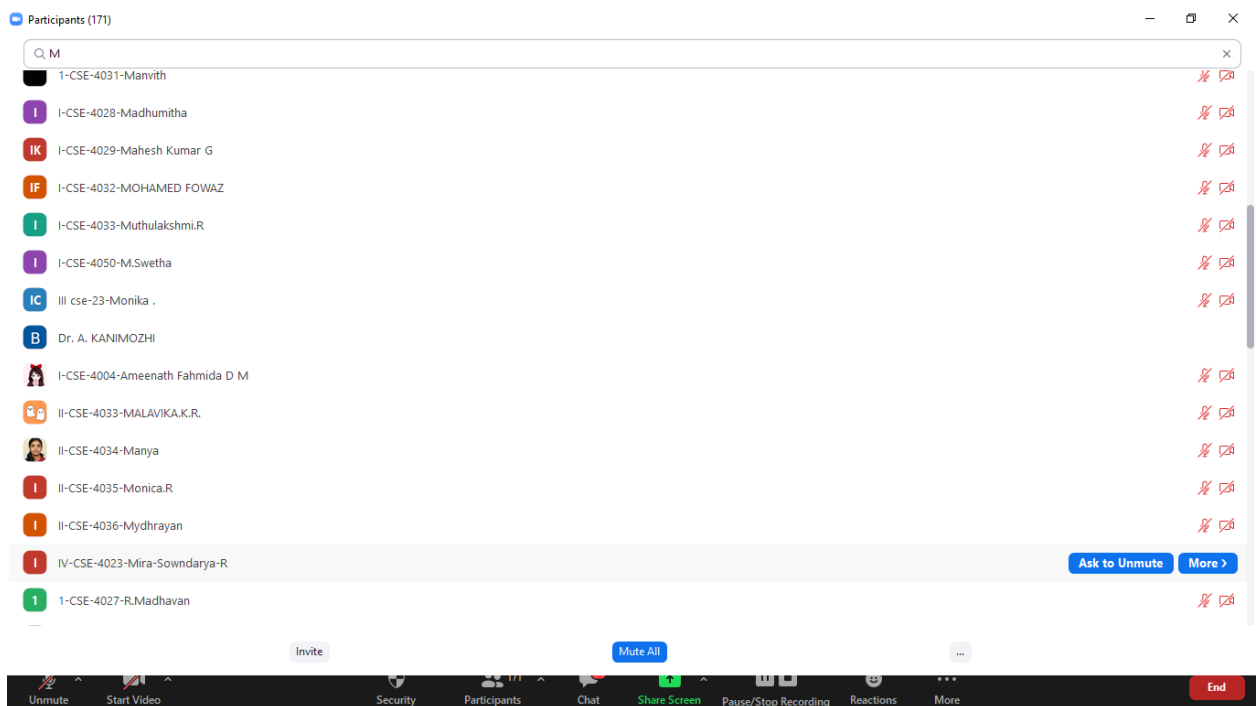 Participants (171)
M
1-CSE-4031-Manvith
I I-CSE-4028-Madhumitha
IK I-CSE-4029-Mahesh Kumar G
IF I-CSE-4032-MOHAMED FOWAZ
I I-CSE-4033-Muthulakshmi.R
I I-CSE-4050-M.Swetha
IC III cse-23-Monika .
B Dr. A. KANIMOZHI
I-CSE-4004-Ameenath Fahmida D M
II-CSE-4033-MALAVIKA.K.R.
II-CSE-4034-Manya
I II-CSE-4035-Monica.R
I II-CSE-4036-Mydhrayan
I IV-CSE-4023-Mira-Sowndarya-R Ask to Unmute More >
1 1-CSE-4027-R.Madhavan
Invite Mute All ...
Unmute Start Video Security Participants Chat Share Screen Pause/Stop Recording Reactions More End